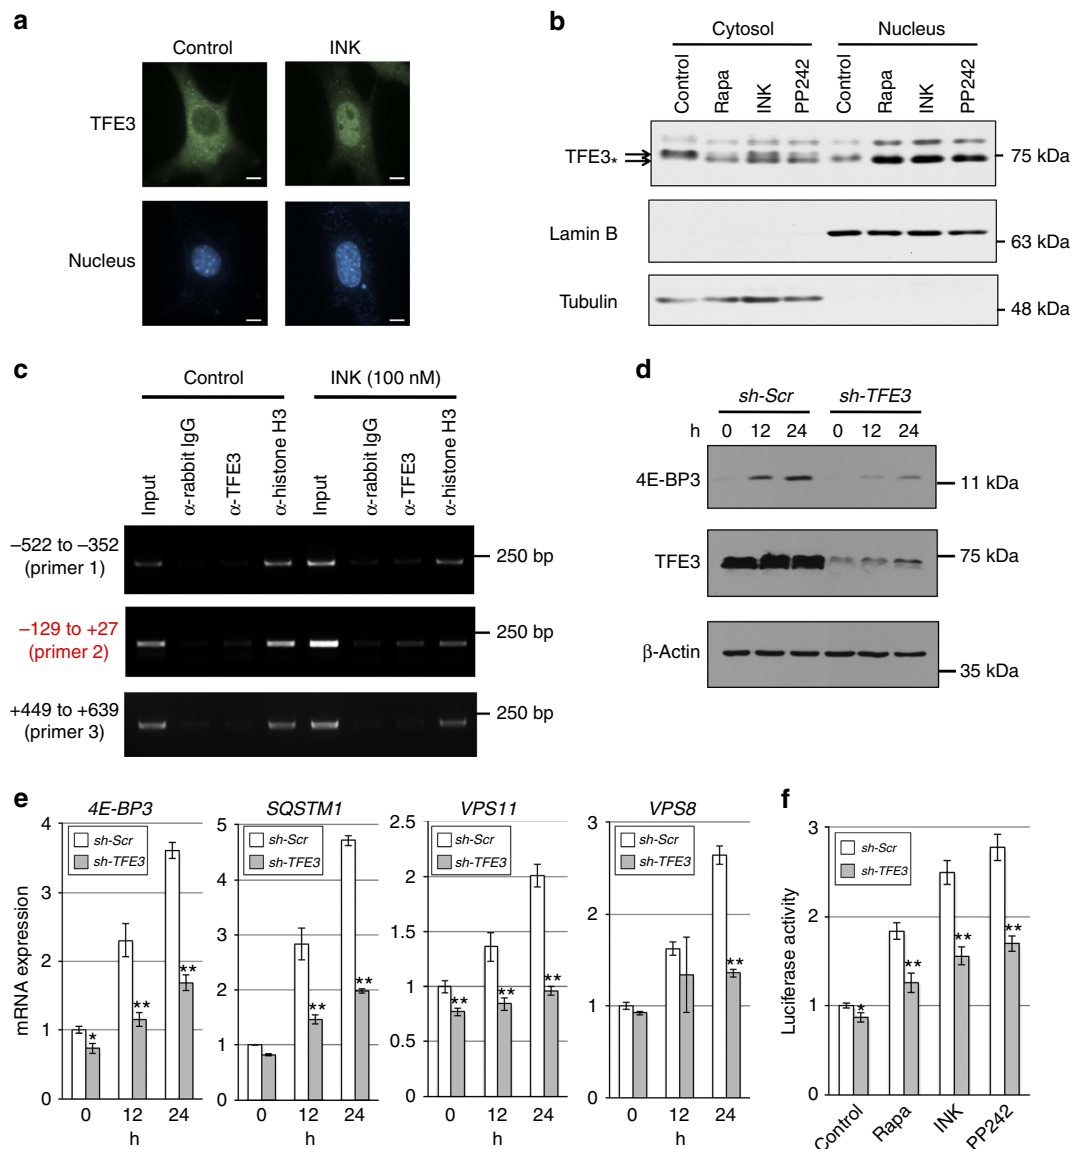 a
Control INK
TFE3
Nucleus
b
Cytosol Nucleus
Control Rapa INK PP242 Control Rapa INK PP242
TFE3* 75 kDa
Lamin B 63 kDa
Tubulin 48 kDa
c
Control INK (100 nM)
Input α-rabbit IgG α-TFE3 α-histone H3 Input α-rabbit IgG α-TFE3 α-histone H3
–522 to –352
(primer 1)
250 bp
–129 to +27
(primer 2)
250 bp
+449 to +639
(primer 3)
250 bp
d
sh-Scr sh-TFE3
h 0 12 24 0 12 24
4E-BP3 11 kDa
TFE3 75 kDa
β-Actin 35 kDa
e
mRNA expression
4E-BP3
sh-Scr
sh-TFE3
4
3
2
1
0
* ** **
0 12 24
h
SQSTM1
sh-Scr
sh-TFE3
5
4
3
2
1
0
** **
0 12 24
h
VPS11
sh-Scr
sh-TFE3
2.5
2
1.5
1
0.5
0
** ** **
0 12 24
h
VPS8
sh-Scr
sh-TFE3
3
2
1
0
**
0 12 24
h
f
Luciferase activity
sh-Scr
sh-TFE3
3
2
1
0
* ** ** **
Control Rapa INK PP242